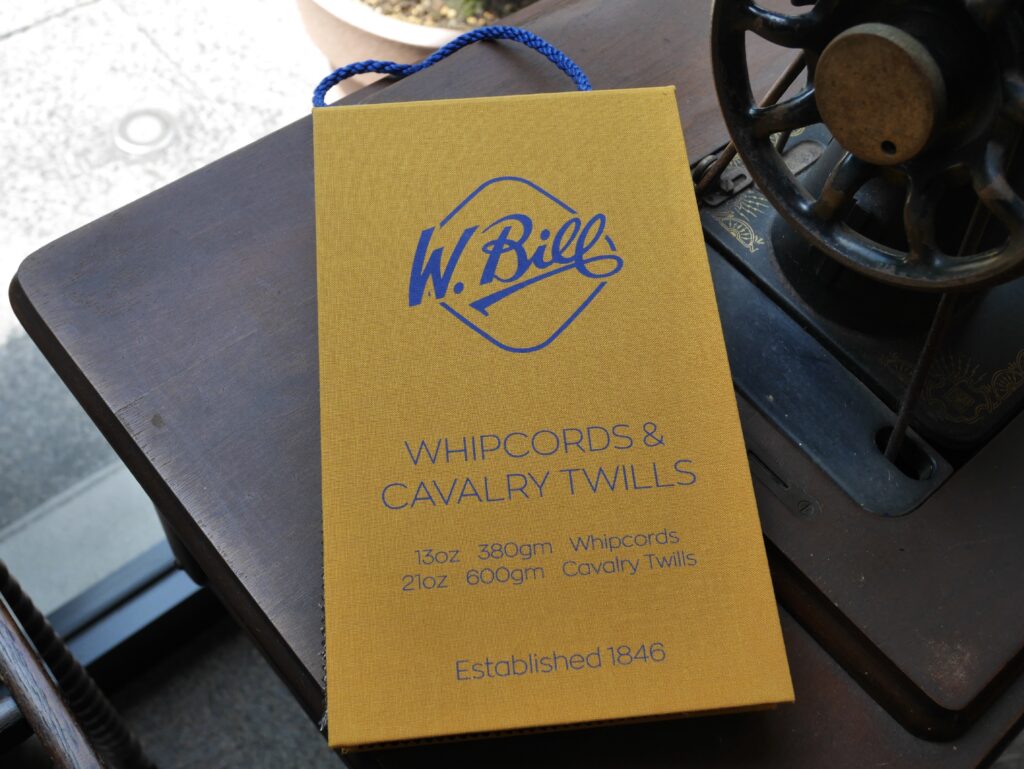 W. Bill
WHIPCORDS &
CAVALRY TWILLS
13oz 380gm Whipcords
21oz 600gm Cavalry Twills
Established 1846